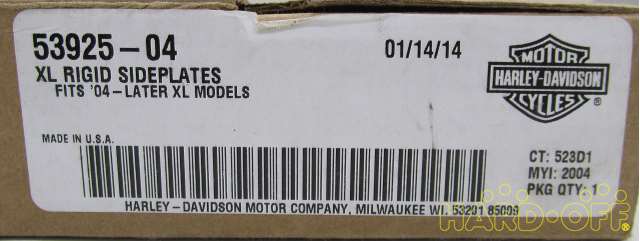 53925-04
01/14/14
XL RIGID SIDEPLATES
FITS '04-LATER XL MODELS
MOTOR
HARLEY-DAVIDSON
CYCLES
®
MADE IN U.S.A.
CT: 523D1
MYI: 2004
PKG QTY: 1
HARLEY-DAVIDSON MOTOR COMPANY, MILWAUKEE WI. 53201 85009
HARD-OFF